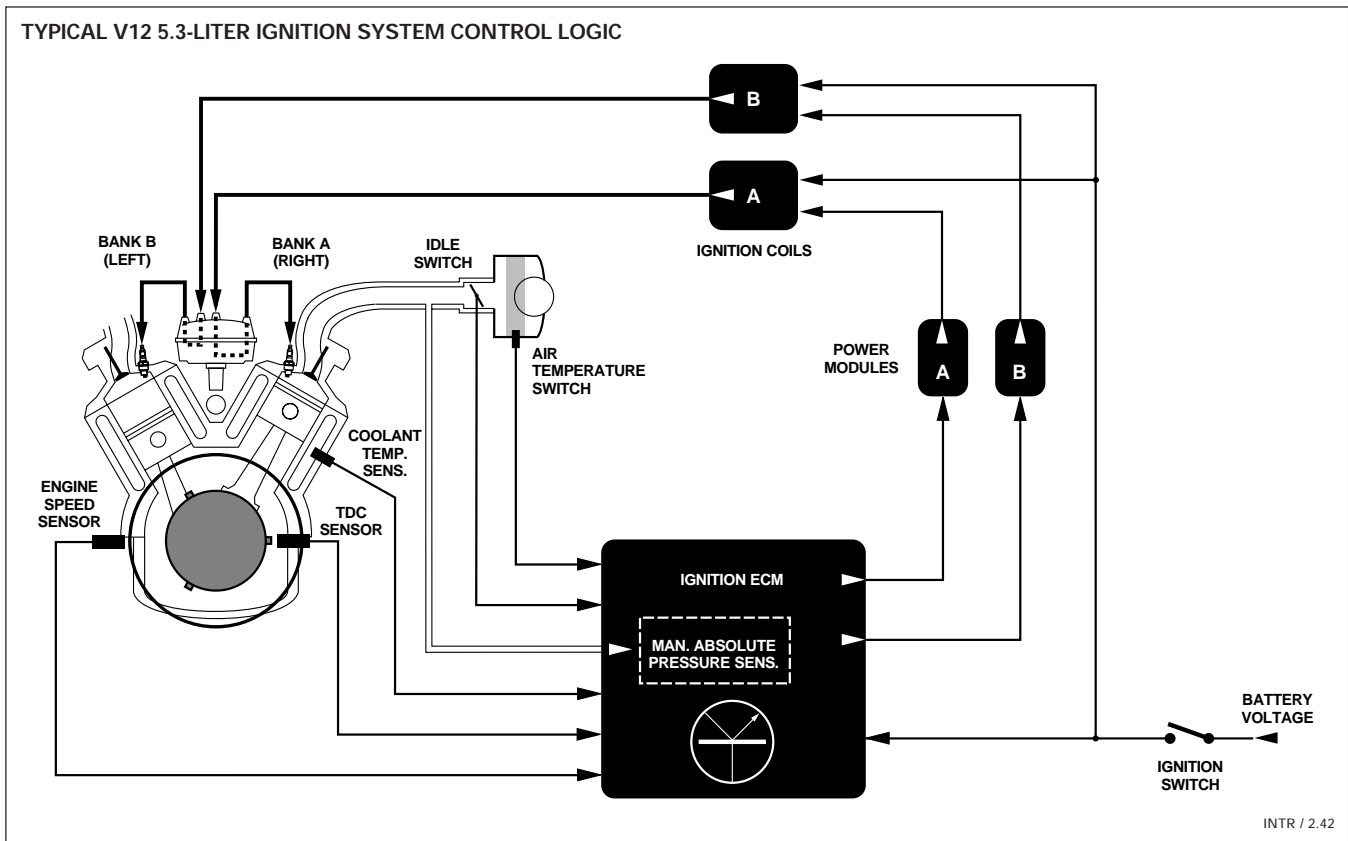 TYPICAL V12 5.3-LITER IGNITION SYSTEM CONTROL LOGIC
B
A
IGNITION COILS
BANK B
(LEFT)
BANK A
(RIGHT)
IDLE
SWITCH
AIR
TEMPERATURE
SWITCH
POWER
MODULES
A
B
COOLANT
TEMP.
SENS.
ENGINE
SPEED
SENSOR
TDC
SENSOR
IGNITION ECM
MAN. ABSOLUTE
PRESSURE SENS.
BATTERY
VOLTAGE
IGNITION
SWITCH
INTR / 2.42